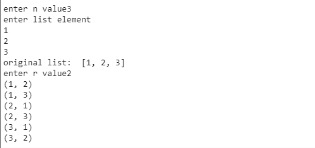 enter n value3
enter list element
1
2
3
original list:  [1, 2, 3]
enter r value2
(1, 2)
(1, 3)
(2, 1)
(2, 3)
(3, 1)
(3, 2)